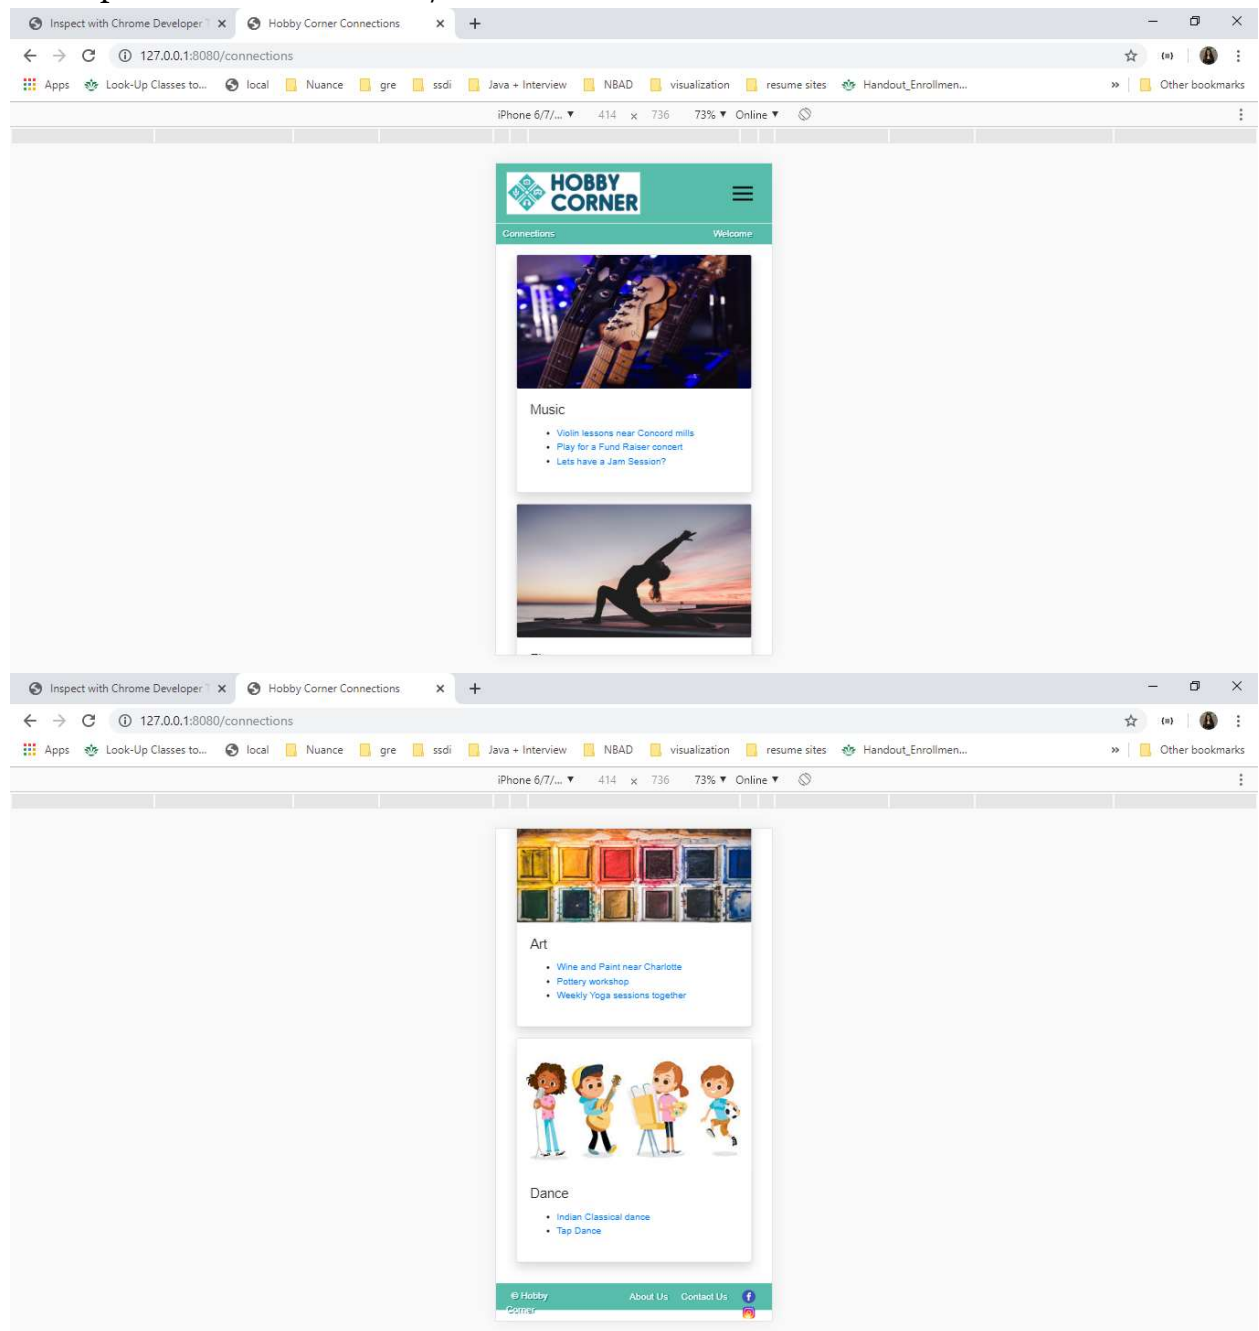 Inspect with Chrome Developer T
Hobby Corner Connections
127.0.0.1:8080/connections
Apps Look-Up Classes to... local Nuance gre ssdi Java + Interview NBAD visualization resume sites Handout_Enrollmen... » Other bookmarks
iPhone 6/7/... ▼ 414 x 736 73% ▼ Online ▼
HOBBY
CORNER
Connections Welcome
Music
• Violin lessons near Concord mills
• Play for a Fund Raiser concert
• Lets have a Jam Session?
Inspect with Chrome Developer T
Hobby Corner Connections
127.0.0.1:8080/connections
Apps Look-Up Classes to... local Nuance gre ssdi Java + Interview NBAD visualization resume sites Handout_Enrollmen... » Other bookmarks
iPhone 6/7/... ▼ 414 x 736 73% ▼ Online ▼
Art
• Wine and Paint near Charlotte
• Pottery workshop
• Weekly Yoga sessions together
Dance
• Indian Classical dance
• Tap Dance
© Hobby About Us Contact Us
Corner